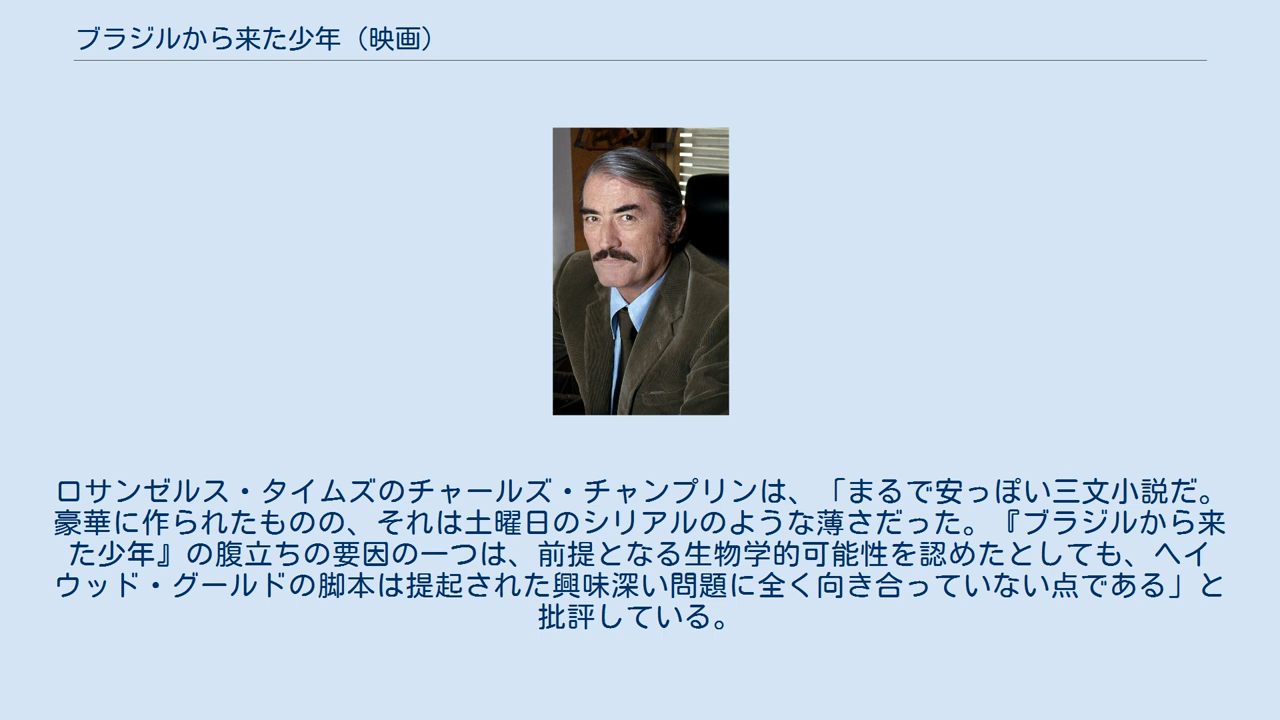 ブラジルから来た少年（映画）
ロサンゼルス・タイムズのチャールズ・チャンプリンは、「まるで安っぽい三文小説だ。
豪華に作られたものの、それは土曜日のシリアルのような薄さだった。『ブラジルから来
た少年』の腹立ちの要因の一つは、前提となる生物学的可能性を認めたとしても、ヘイ
ウッド・グールドの脚本は提起された興味深い問題に全く向き合っていない点である」と
批評している。